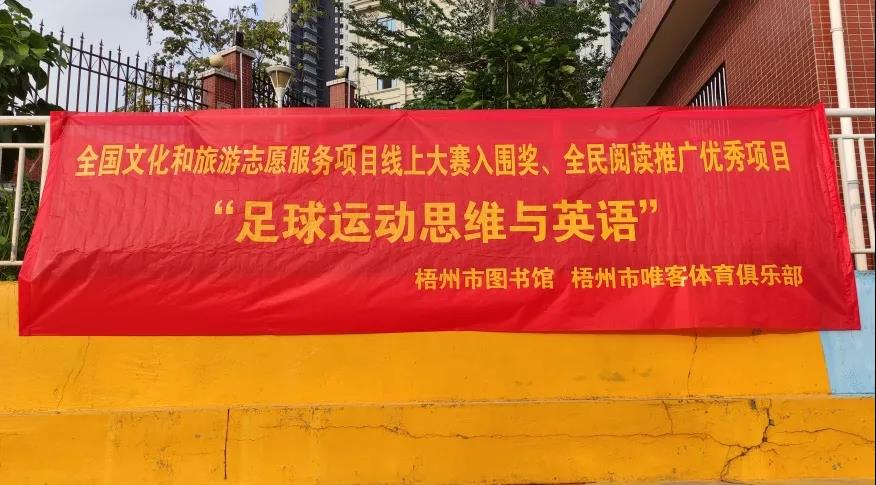 全国文化和旅游志愿服务项目线上大赛入围奖、全民阅读推广优秀项目
“足球运动思维与英语”
梧州市图书馆 梧州市唯客体育俱乐部